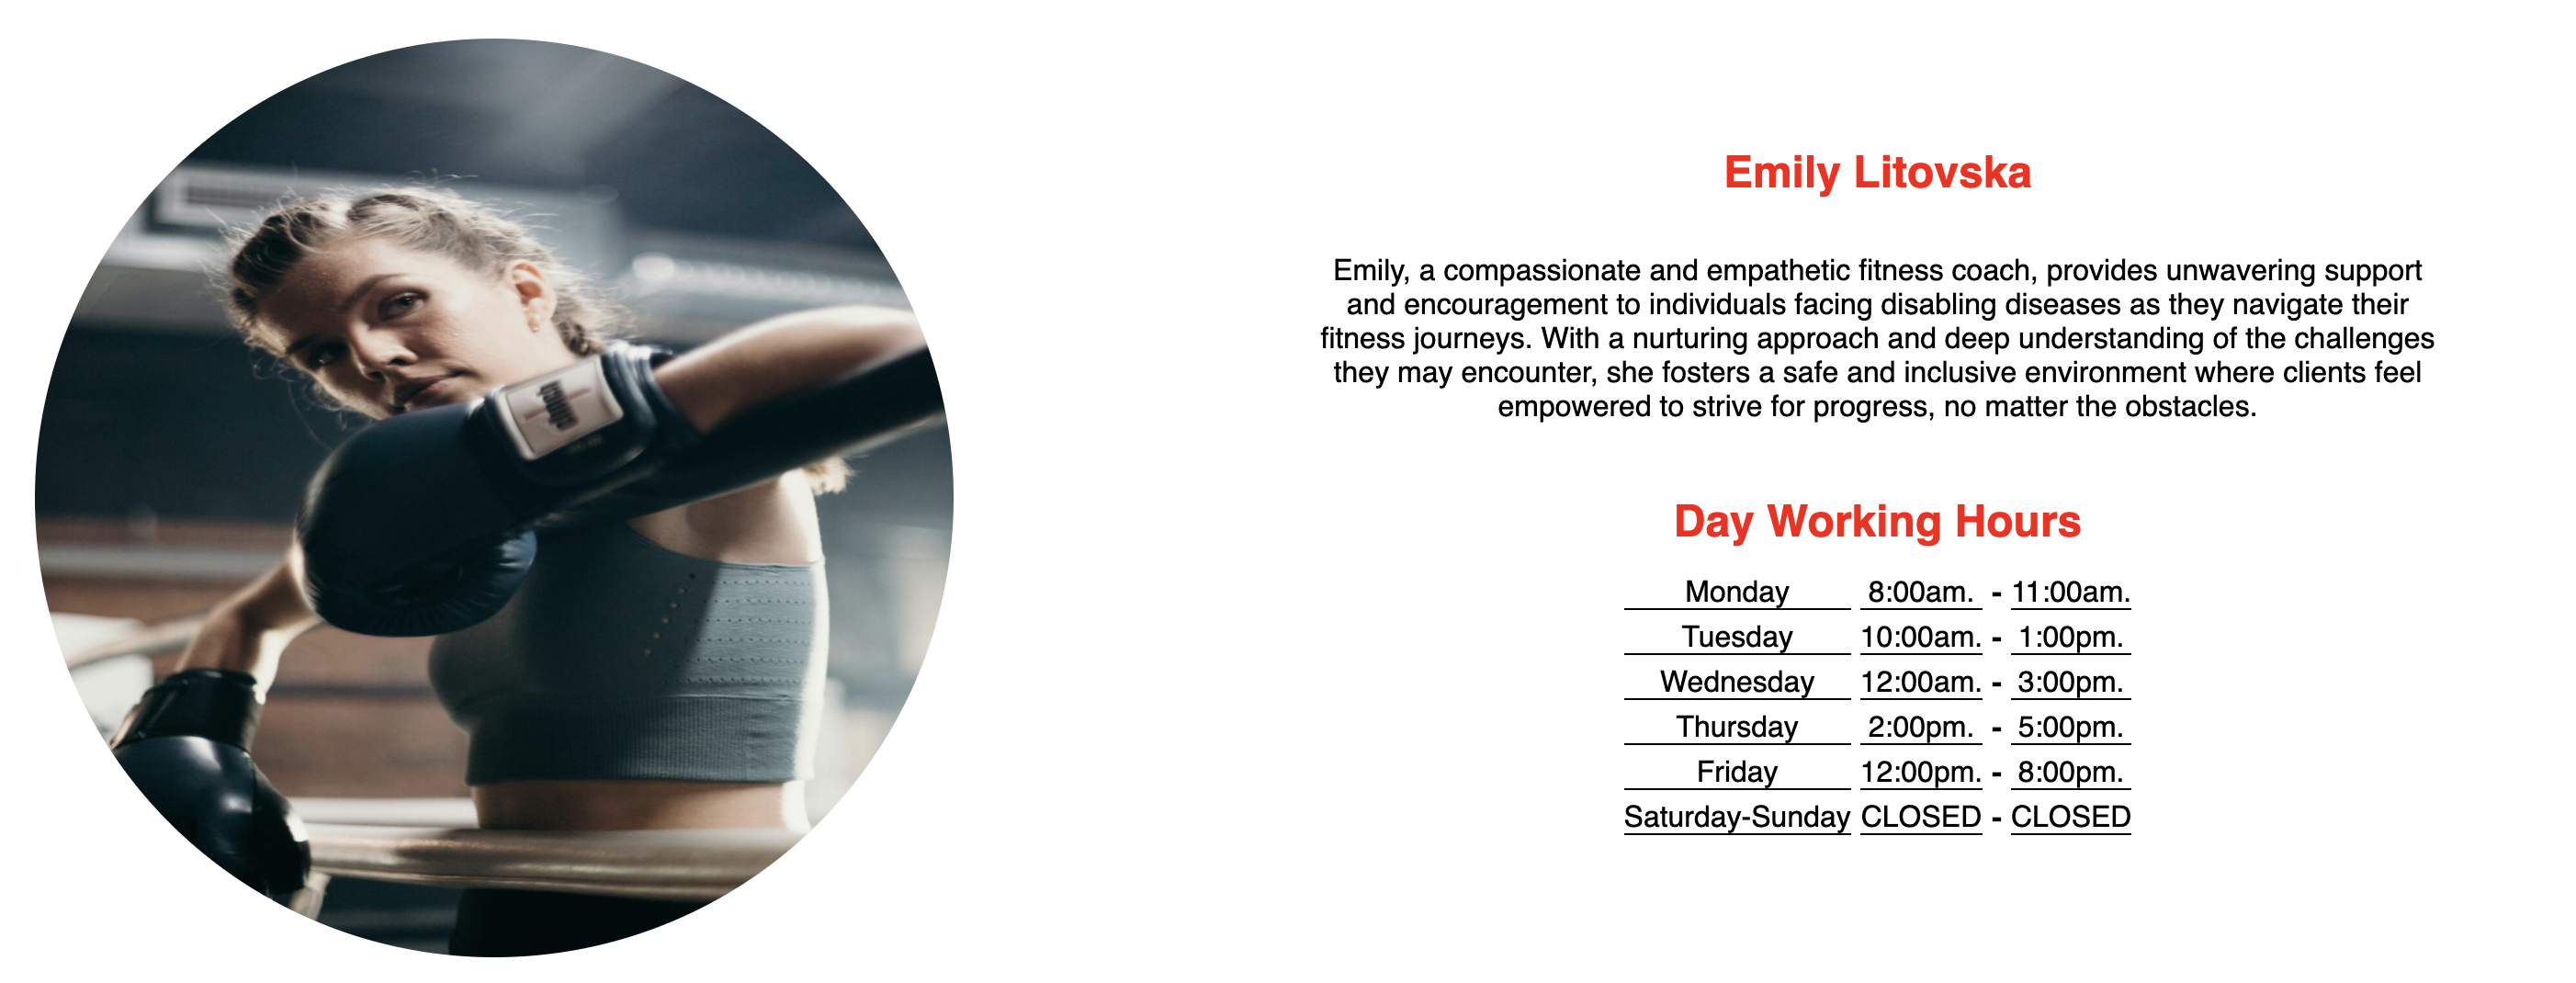 Emily Litovska
Emily, a compassionate and empathetic fitness coach, provides unwavering support
and encouragement to individuals facing disabling diseases as they navigate their
fitness journeys. With a nurturing approach and deep understanding of the challenges
they may encounter, she fosters a safe and inclusive environment where clients feel
empowered to strive for progress, no matter the obstacles.
Day Working Hours
Monday 8:00am. - 11:00am.
Tuesday 10:00am. - 1:00pm.
Wednesday 12:00am. - 3:00pm.
Thursday 2:00pm. - 5:00pm.
Friday 12:00pm. - 8:00pm.
Saturday-Sunday CLOSED - CLOSED